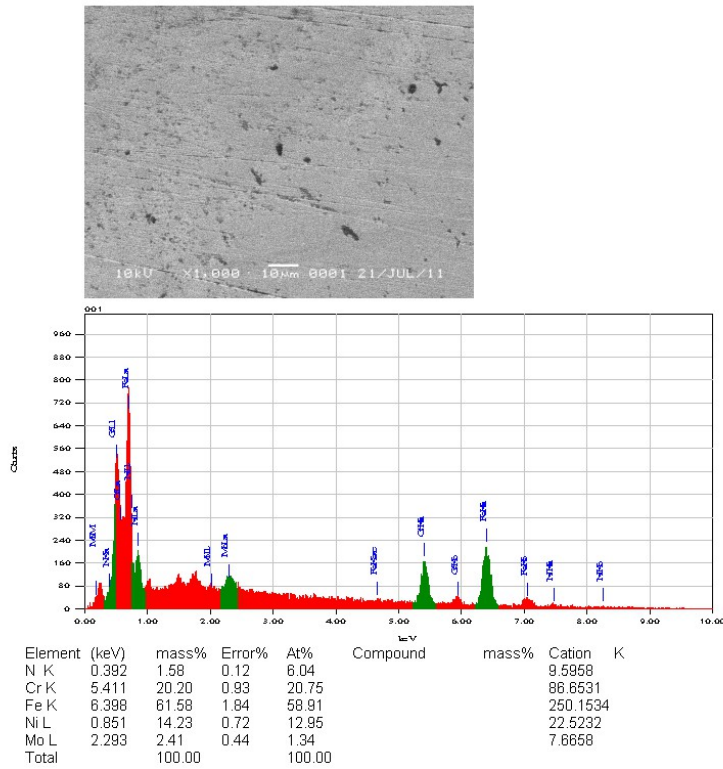 10kV ×1,000 10µm 0001 21/JUL/11
001
960
880
800
720
640
560
480
400
320
240
160
80
0
Counts
0.00 1.00 2.00 3.00 4.00 5.00 6.00 7.00 8.00 9.00 10.00
keV
Element (keV) mass% Error% At% Compound mass% Cation K
N K 0.392 1.58 0.12 6.04 9.5958
Cr K 5.411 20.20 0.93 20.75 86.6531
Fe K 6.398 61.58 1.84 58.91 250.1534
Ni L 0.851 14.23 0.72 12.95 22.5232
Mo L 2.293 2.41 0.44 1.34 7.6658
Total 100.00 100.00